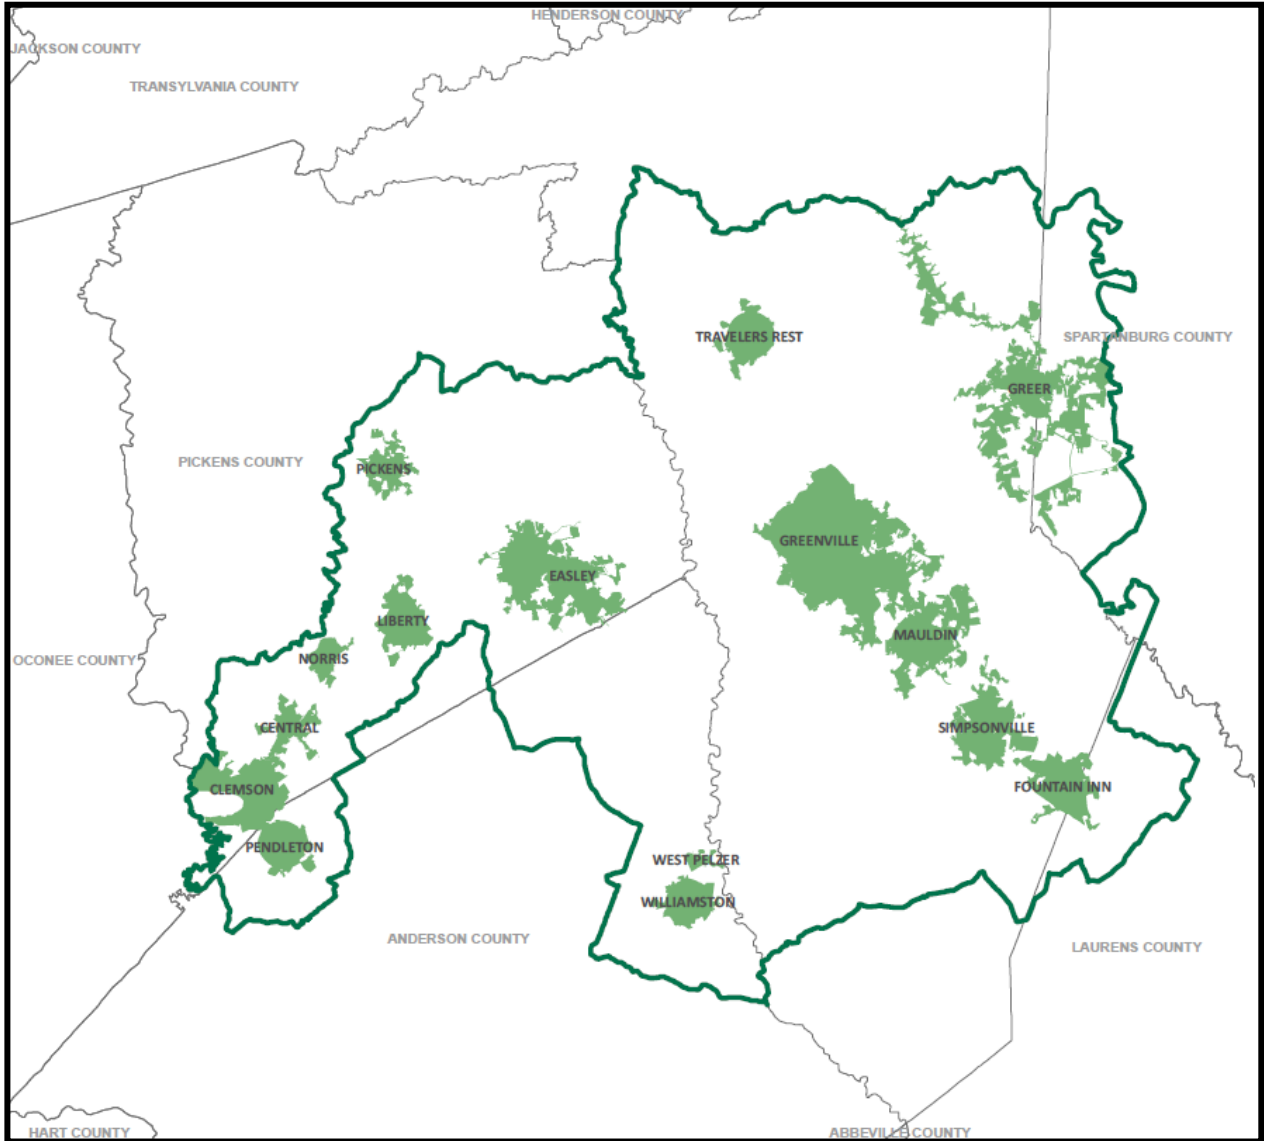 HENDERSON COUNTY
JACKSON COUNTY
TRANSYLVANIA COUNTY
TRAVELERS REST
SPARTANBURG COUNTY
GREER
PICKENS COUNTY
PICKENS
GREENVILLE
EASLEY
LIBERTY
MAULDIN
OCONEE COUNTY
NORRIS
CENTRAL
SIMPSONVILLE
CLEMSON
FOUNTAIN INN
PENDLETON
WEST PELZER
WILLIAMSTON
ANDERSON COUNTY
LAURENS COUNTY
HART COUNTY
ABBEVILLE COUNTY